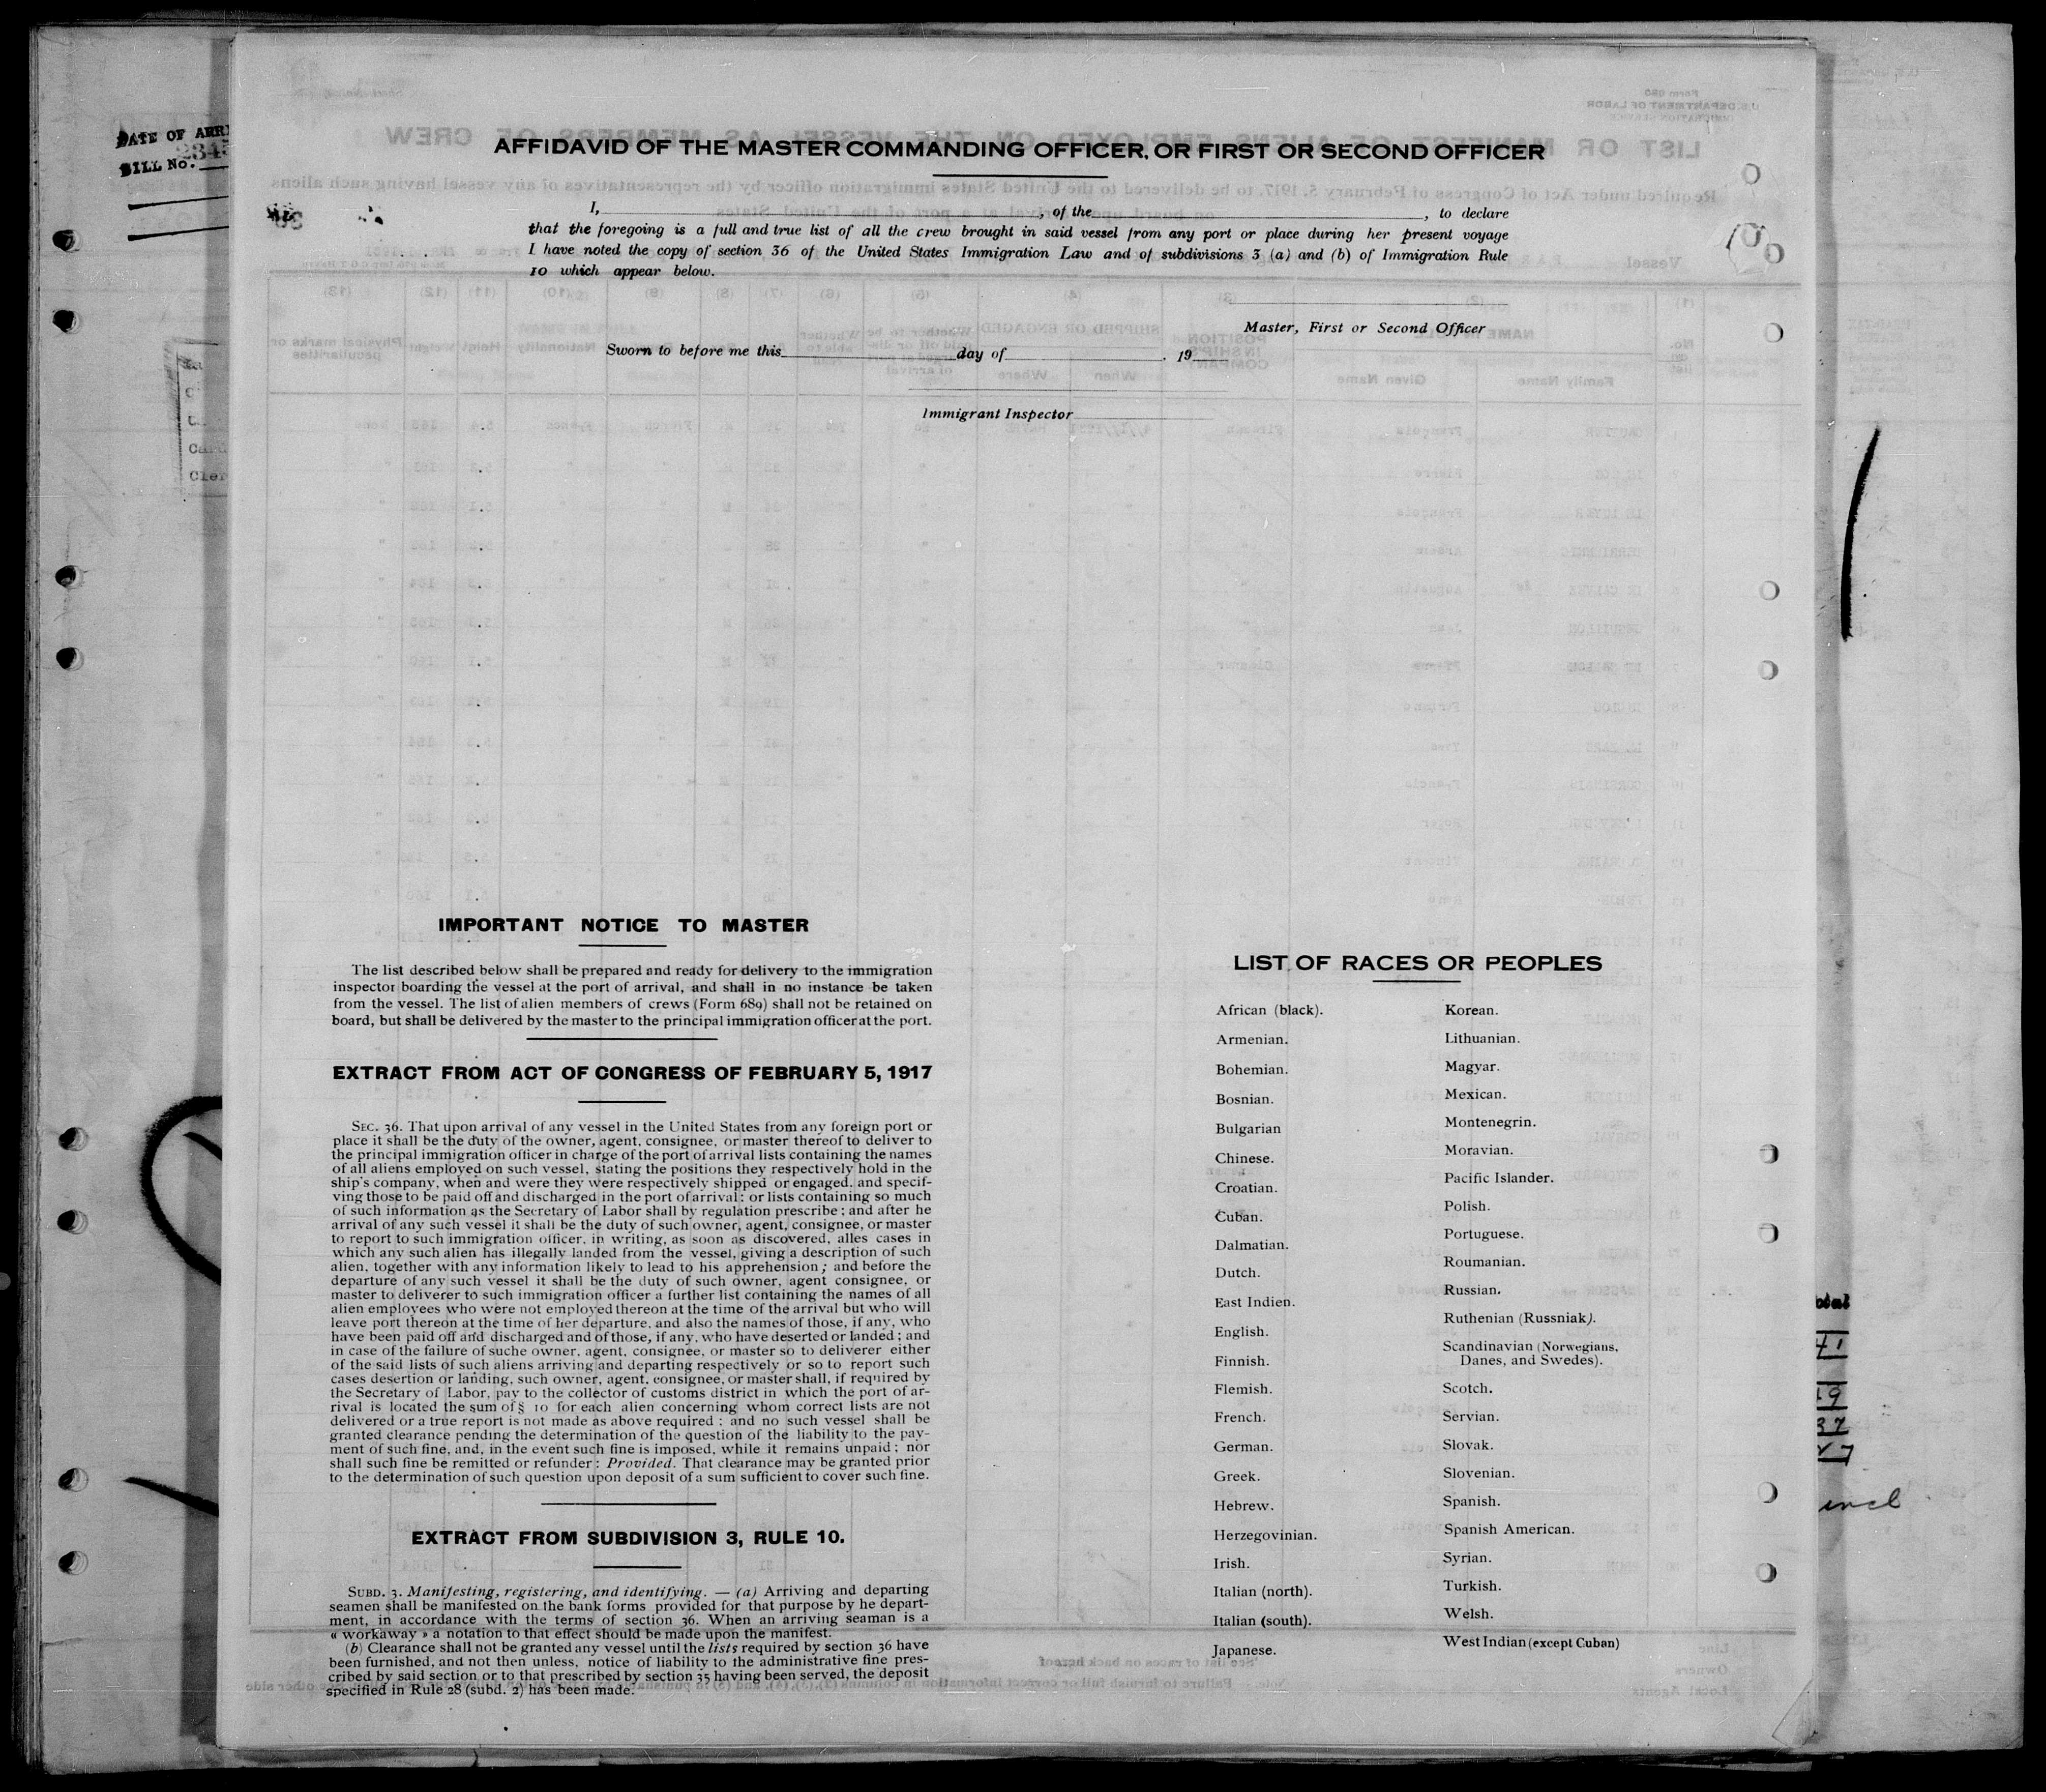 DATE OF ARRI
BILL No.
AFFIDAVID OF THE MASTER COMMANDING OFFICER, OR FIRST OR SECOND OFFICER
I, , of the , to declare
that the foregoing is a full and true list of all the crew brought in said vessel from any port or place during her present voyage
I have noted the copy of section 36 of the United States Immigration Law and of subdivisions 3 (a) and (b) of Immigration Rule
10 which appear below.
Master, First or Second Officer
Sworn to before me this day of . 19
Immigrant Inspector
IMPORTANT NOTICE TO MASTER
The list described below shall be prepared and ready for delivery to the immigration
inspector boarding the vessel at the port of arrival, and shall in no instance be taken
from the vessel. The list of alien members of crews (Form 689) shall not be retained on
board, but shall be delivered by the master to the principal immigration officer at the port.
EXTRACT FROM ACT OF CONGRESS OF FEBRUARY 5, 1917
SEC. 36. That upon arrival of any vessel in the United States from any foreign port or
place it shall be the duty of the owner, agent, consignee, or master thereof to deliver to
the principal immigration officer in charge of the port of arrival lists containing the names
of all aliens employed on such vessel, stating the positions they respectively hold in the
ship's company, when and were they were respectively shipped or engaged, and specif-
ving those to be paid off and discharged in the port of arrival: or lists containing so much
of such information as the Secretary of Labor shall by regulation prescribe; and after he
arrival of any such vessel it shall be the duty of such owner, agent, consignee, or master
to report to such immigration officer, in writing, as soon as discovered, alles cases in
which any such alien has illegally landed from the vessel, giving a description of such
alien, together with any information likely to lead to his apprehension; and before the
departure of any such vessel it shall be the duty of such owner, agent consignee, or
master to deliverer to such immigration officer a further list containing the names of all
alien employees who were not employed thereon at the time of the arrival but who will
leave port thereon at the time of her departure, and also the names of those, if any, who
have been paid off and discharged and of those, if any, who have deserted or landed; and
in case of the failure of suche owner, agent, consignee, or master so to deliverer either
of the said lists of such aliens arriving and departing respectively or so to report such
cases desertion or landing, such owner, agent, consignee, or master shall, if required by
the Secretary of Labor, pay to the collector of customs district in which the port of ar-
rival is located the sum of § 10 for each alien concerning whom correct lists are not
delivered or a true report is not made as above required: and no such vessel shall be
granted clearance pending the determination of the question of the liability to the pay-
ment of such fine, and, in the event such fine is imposed, while it remains unpaid; nor
shall such fine be remitted or refunder: Provided. That clearance may be granted prior
to the determination of such question upon deposit of a sum sufficient to cover such fine.
EXTRACT FROM SUBDIVISION 3, RULE 10.
SUBD. 3. Manifesting, registering, and identifying. — (a) Arriving and departing
seamen shall be manifested on the bank forms provided for that purpose by he depart-
ment, in accordance with the terms of section 36. When an arriving seaman is a
« workaway » a notation to that effect should be made upon the manifest.
(b) Clearance shall not be granted any vessel until the lists required by section 36 have
been furnished, and not then unless, notice of liability to the administrative fine pres-
cribed by said section or to that prescribed by section 35 having been served, the deposit
specified in Rule 28 (subd. 2) has been made.
LIST OF RACES OR PEOPLES
African (black).
Armenian.
Bohemian.
Bosnian.
Bulgarian
Chinese.
Croatian.
Cuban.
Dalmatian.
Dutch.
East Indien.
English.
Finnish.
Flemish.
French.
German.
Greek.
Hebrew.
Herzegovinian.
Irish.
Italian (north).
Italian (south).
Japanese.
Korean.
Lithuanian.
Magyar.
Mexican.
Montenegrin.
Moravian.
Pacific Islander.
Polish.
Portuguese.
Roumanian.
Russian.
Ruthenian (Russniak).
Scandinavian (Norwegians,
Danes, and Swedes).
Scotch.
Servian.
Slovak.
Slovenian.
Spanish.
Spanish American.
Syrian.
Turkish.
Welsh.
West Indian (except Cuban)